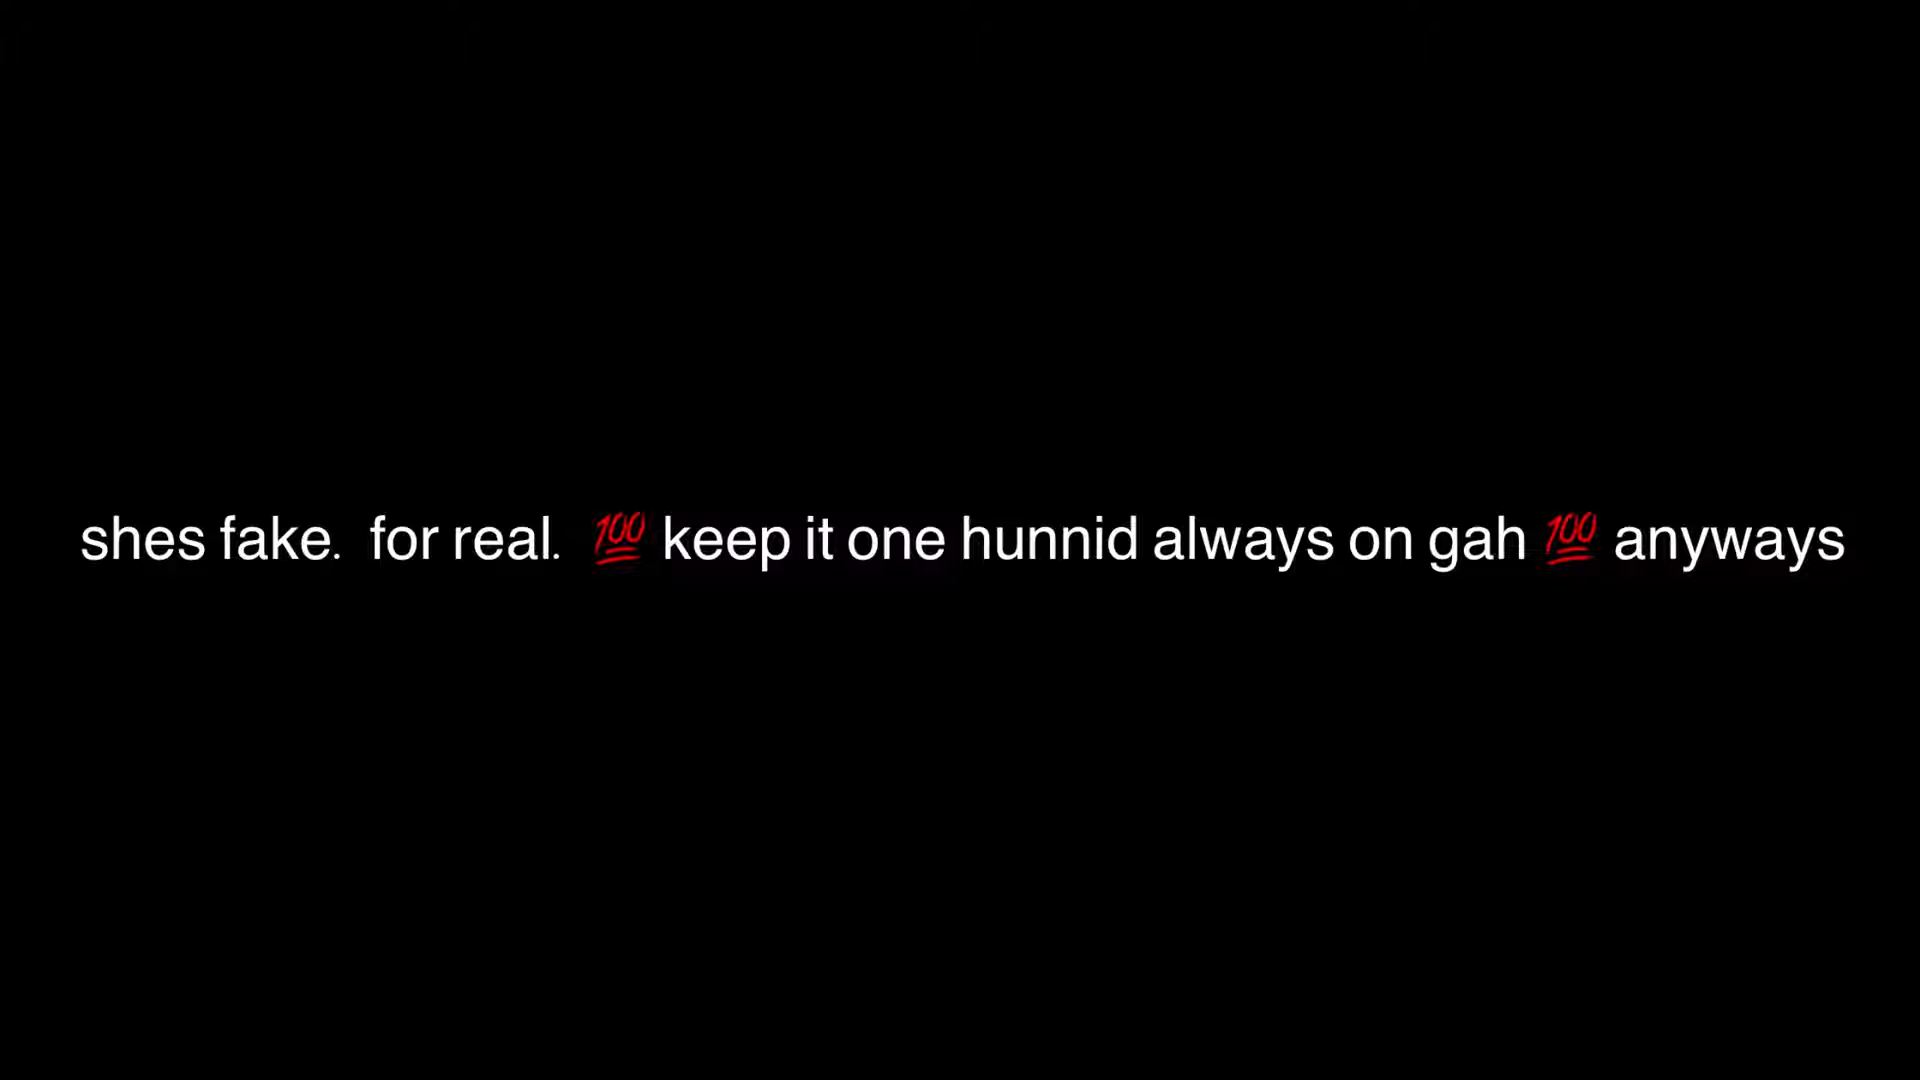 shes fake.  for real.  💯 keep it one hunnid always on gah 💯 anyways